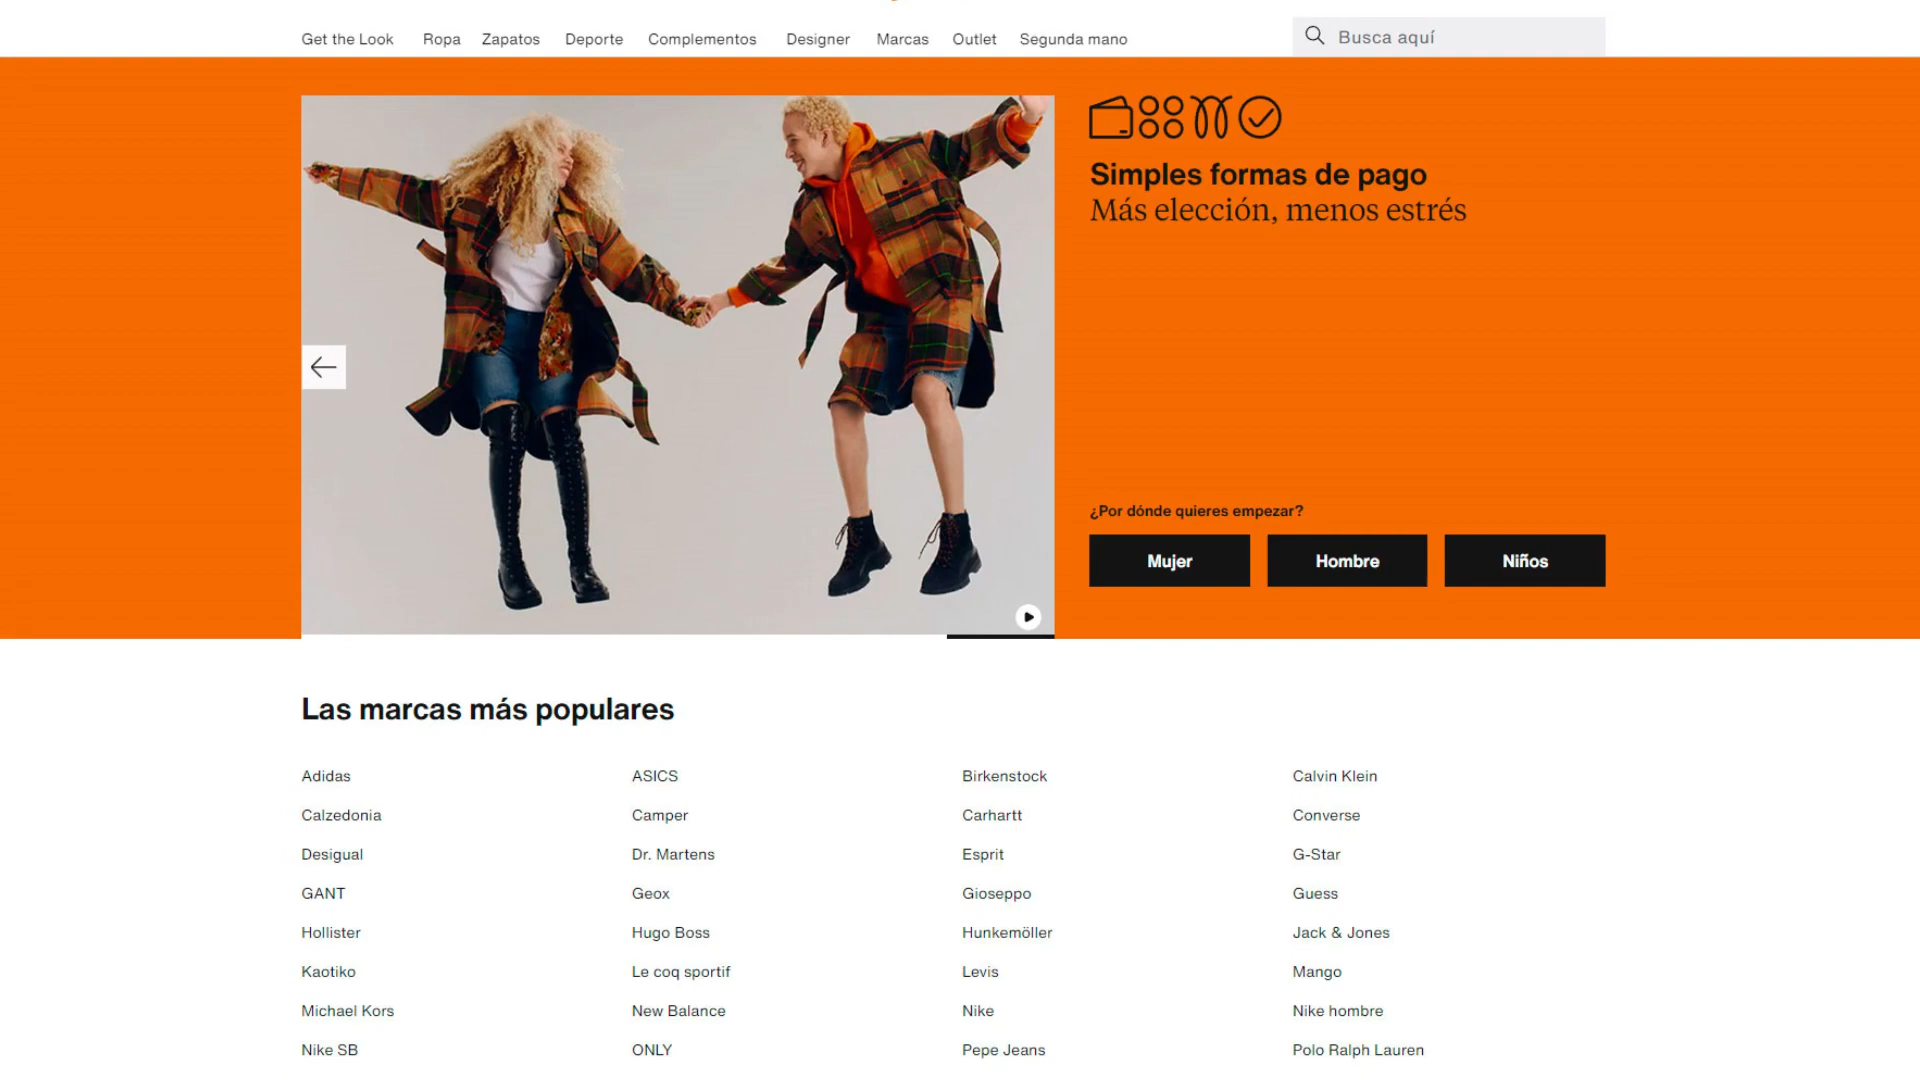 Get the Look Ropa Zapatos Deporte Complementos Designer Marcas Outlet Segunda mano Busca aquí
Simples formas de pago
Más elección, menos estrés
¿Por dónde quieres empezar?
Mujer Hombre Niños
Las marcas más populares
Adidas ASICS Birkenstock Calvin Klein
Calzedonia Camper Carhartt Converse
Desigual Dr. Martens Esprit G-Star
GANT Geox Gioseppo Guess
Hollister Hugo Boss Hunkemöller Jack & Jones
Kaotiko Le coq sportif Levis Mango
Michael Kors New Balance Nike Nike hombre
Nike SB ONLY Pepe Jeans Polo Ralph Lauren